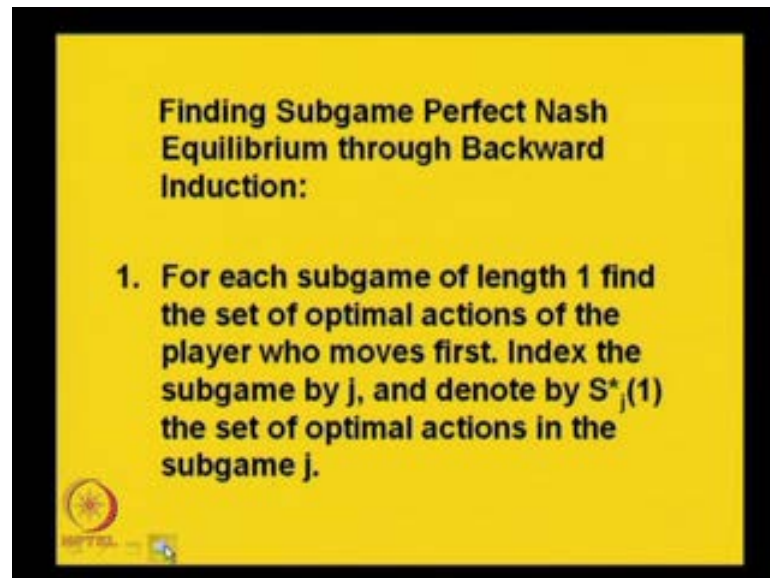 Finding Subgame Perfect Nash
Equilibrium through Backward
Induction:
1. For each subgame of length 1 find
the set of optimal actions of the
player who moves first. Index the
subgame by j, and denote by S*j(1)
the set of optimal actions in the
subgame j.
NPTEL